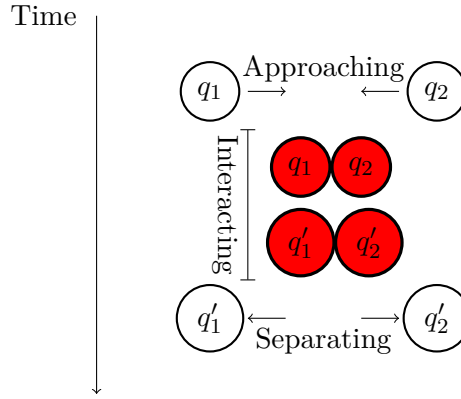 Time
Approaching
q₁ q₂
Interacting
q₁ q₂
q′₁ q′₂
q′₁ q′₂
Separating